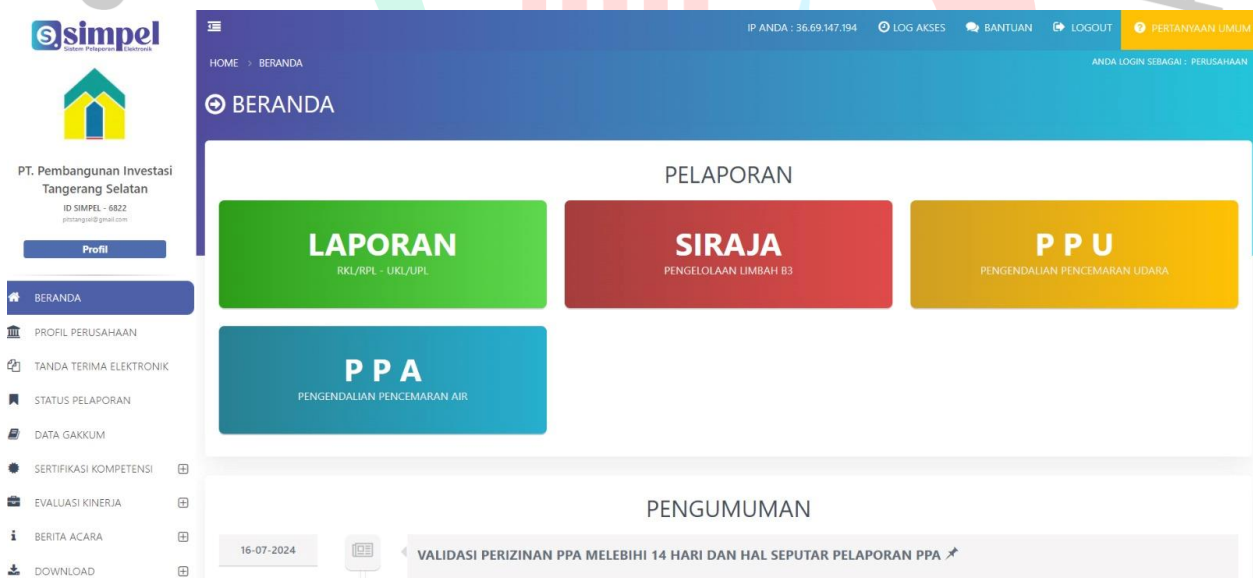 simpel
Sistem Pelaporan Elektronik
PT. Pembangunan Investasi
Tangerang Selatan
ID SIMPEL - 6822
pitstangsel@gmail.com
Profil
BERANDA
PROFIL PERUSAHAAN
TANDA TERIMA ELEKTRONIK
STATUS PELAPORAN
DATA GAKKUM
SERTIFIKASI KOMPETENSI
EVALUASI KINERJA
BERITA ACARA
DOWNLOAD
IP ANDA : 36.69.147.194
LOG AKSES
BANTUAN
LOGOUT
PERTANYAAN UMUM
HOME > BERANDA
ANDA LOGIN SEBAGAI : PERUSAHAAN
BERANDA
PELAPORAN
LAPORAN
RKL/RPL - UKL/UPL
SIRAJA
PENGELOLAAN LIMBAH B3
P P U
PENGENDALIAN PENCEMARAN UDARA
P P A
PENGENDALIAN PENCEMARAN AIR
PENGUMUMAN
16-07-2024
VALIDASI PERIZINAN PPA MELEBIHI 14 HARI DAN HAL SEPUTAR PELAPORAN PPA